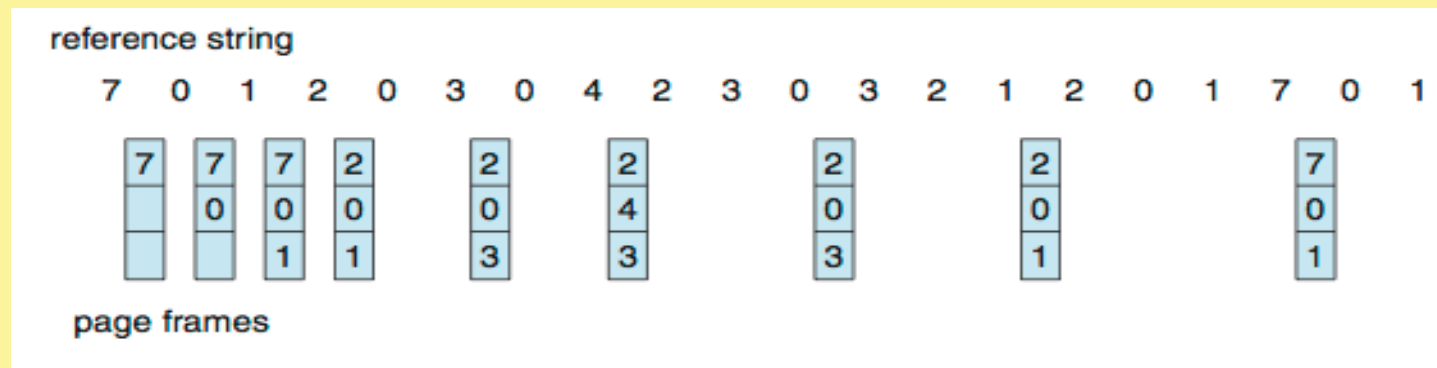 reference string
7 0 1 2 0 3 0 4 2 3 0 3 2 1 2 0 1 7 0 1
7 7 7 2 2 2 2 2 7
0 0 0 0 4 0 0 0
1 1 3 3 3 1 1
page frames